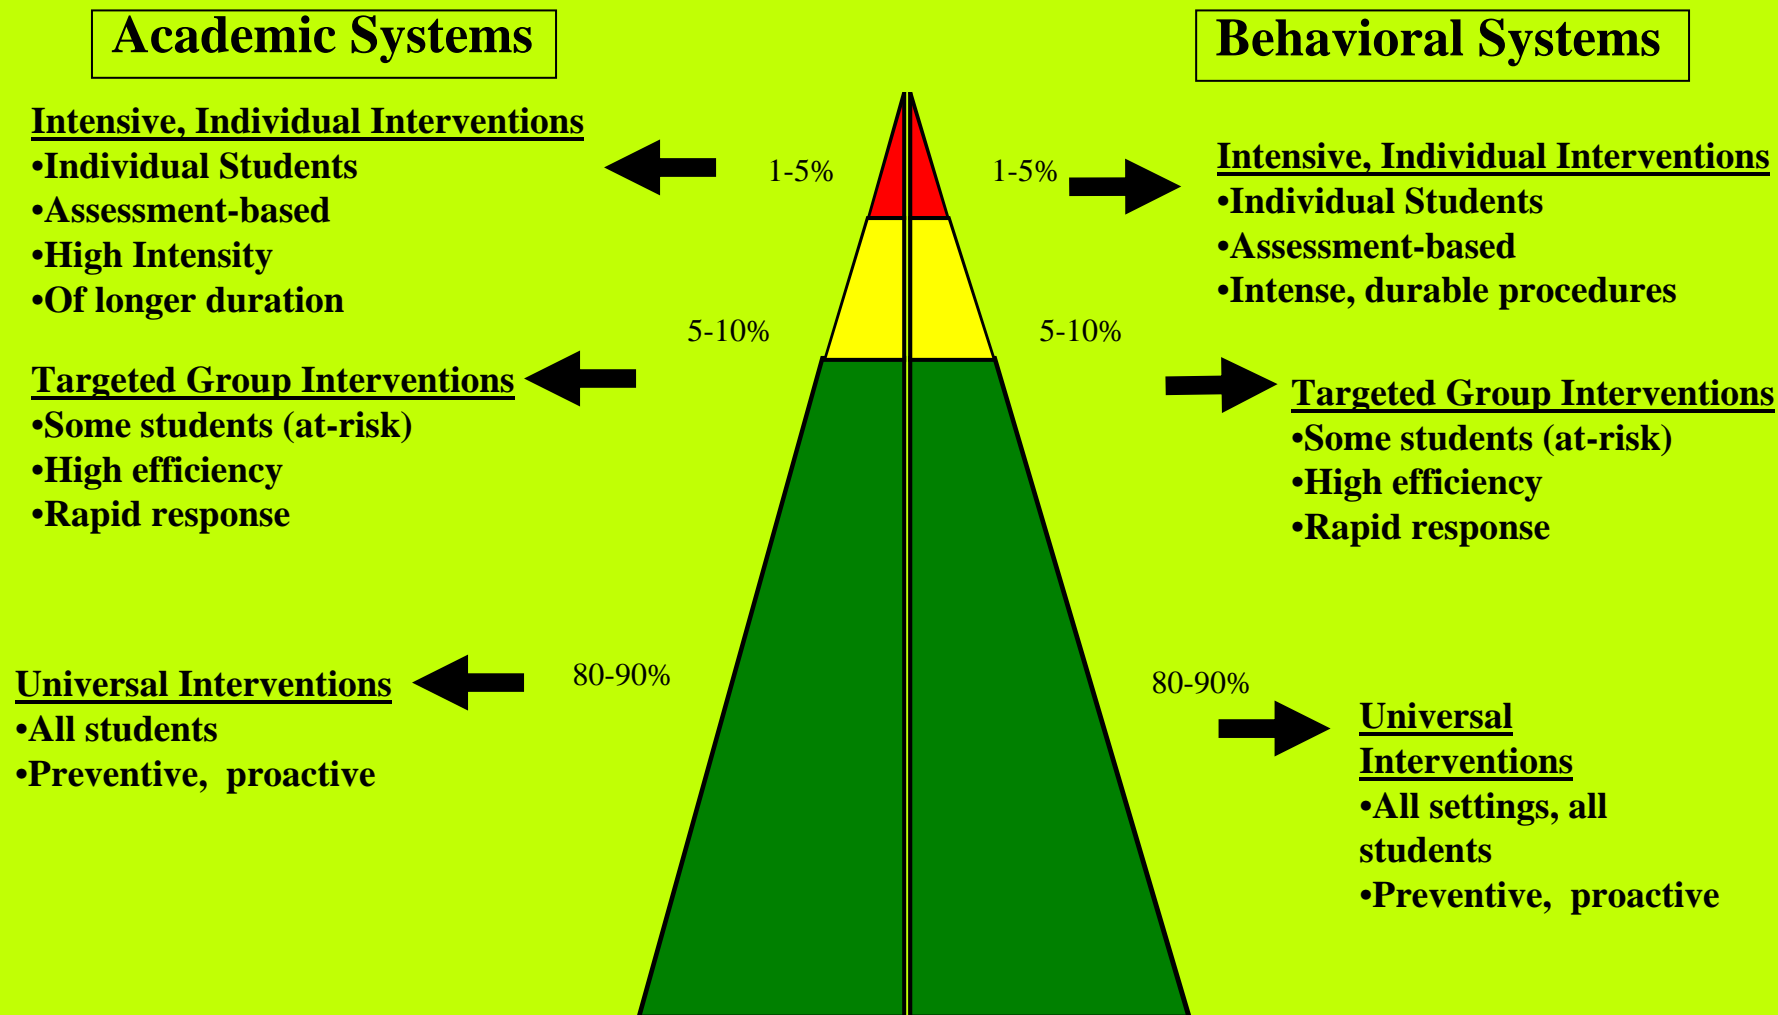 Academic Systems
Behavioral Systems
Intensive, Individual Interventions
•Individual Students
•Assessment-based
•High Intensity
•Of longer duration
1-5%
1-5%
Intensive, Individual Interventions
•Individual Students
•Assessment-based
•Intense, durable procedures
5-10%
5-10%
Targeted Group Interventions
•Some students (at-risk)
•High efficiency
•Rapid response
Targeted Group Interventions
•Some students (at-risk)
•High efficiency
•Rapid response
Universal Interventions
•All students
•Preventive,  proactive
80-90%
80-90%
Universal
Interventions
•All settings, all
students
•Preventive,  proactive